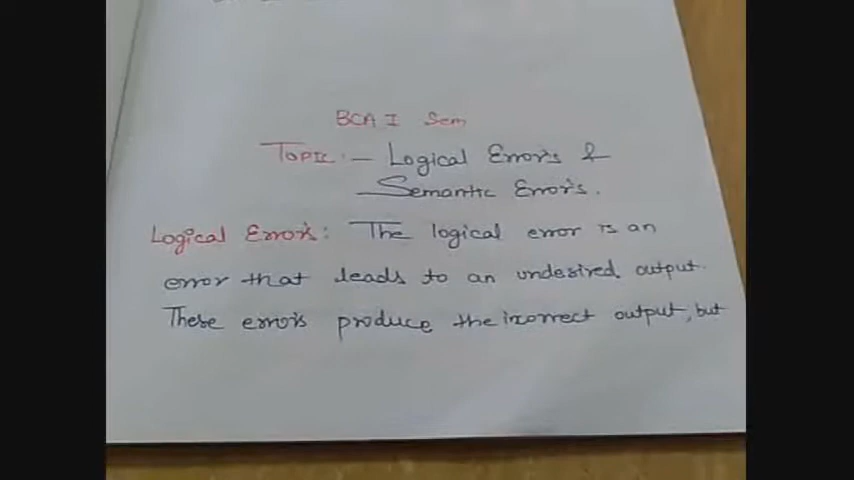 BCA I Sem
Topic:- Logical Errors &
Semantic Errors.
Logical Errors: The logical error is an
error that leads to an undesired output.
These errors produce the incorrect output, but